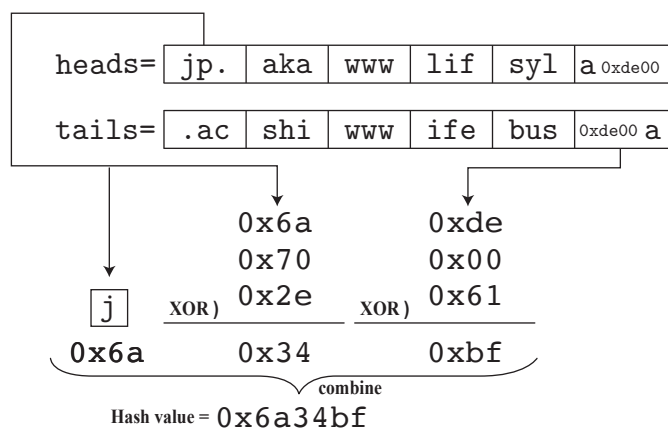 heads= jp. aka www lif syl a 0xde00
tails= .ac shi www ife bus 0xde00 a
0x6a 0xde
0x70 0x00
j XOR) 0x2e XOR) 0x61
0x6a 0x34 0xbf
combine
Hash value = 0x6a34bf